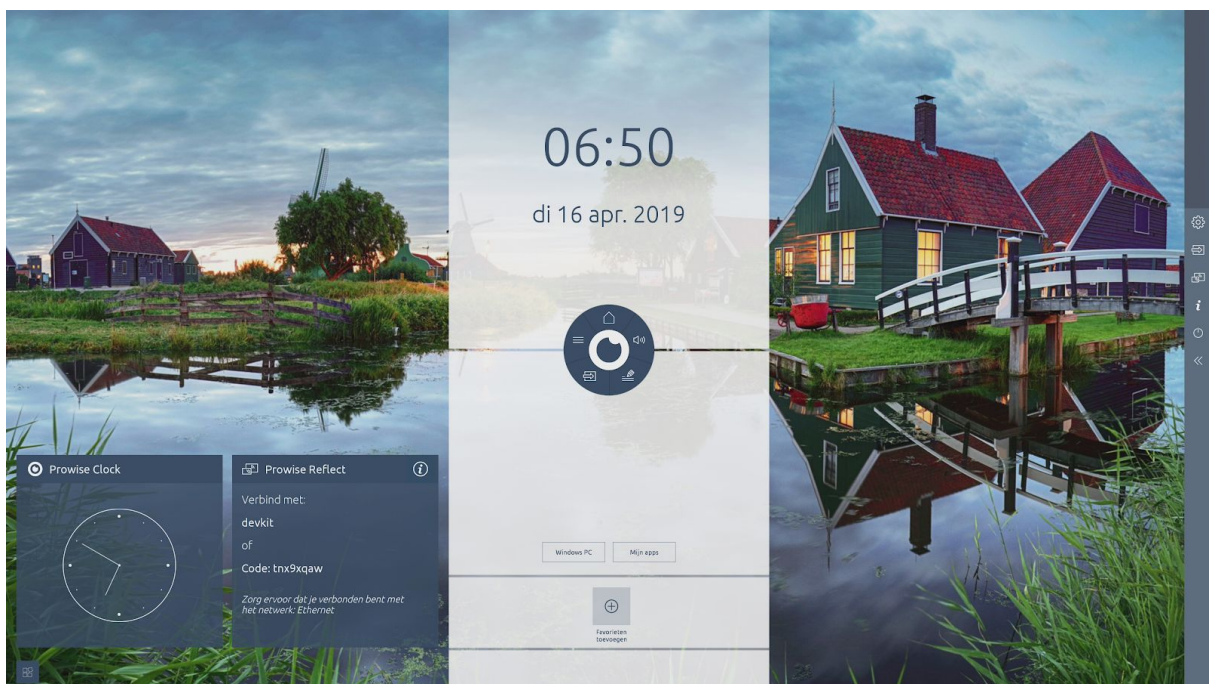 06:50
di 16 apr. 2019
Prowise Clock
Prowise Reflect
Verbind met:
devkit
of
Code: tnx9xqaw
Zorg ervoor dat je verbonden bent met
het netwerk: Ethernet
Windows PC
Mijn apps
Favorieten
toevoegen